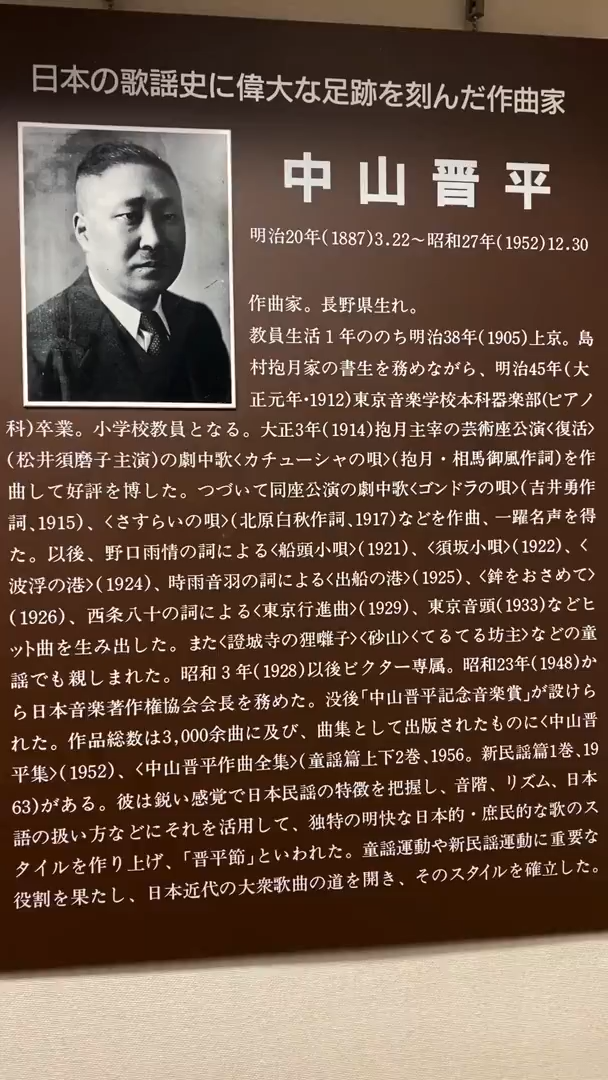 日本の歌謡史に偉大な足跡を刻んだ作曲家
中山晋平
明治20年(1887)3.22〜昭和27年(1952)12.30
作曲家。長野県生れ。
教員生活1年ののち明治38年(1905)上京。島
村抱月家の書生を務めながら、明治45年(大
正元年・1912)東京音楽学校本科器楽部(ピアノ
科)卒業。小学校教員となる。大正3年(1914)抱月主宰の芸術座公演〈復活〉
(松井須磨子主演)の劇中歌〈カチューシャの唄〉(抱月・相馬御風作詞)を作
曲して好評を博した。つづいて同座公演の劇中歌〈ゴンドラの唄〉(吉井勇作
詞、1915)、〈さすらいの唄〉(北原白秋作詞、1917)などを作曲、一躍名声を得
た。以後、野口雨情の詞による〈船頭小唄〉(1921)、〈須坂小唄〉(1922)、〈
波浮の港〉(1924)、時雨音羽の詞による〈出船の港〉(1925)、〈鉾をおさめて〉
(1926)、西条八十の詞による〈東京行進曲〉(1929)、東京音頭(1933)などヒ
ット曲を生み出した。また〈證城寺の狸囃子〉〈砂山〉〈てるてる坊主〉などの童
謡でも親しまれた。昭和3年(1928)以後ビクター専属。昭和23年(1948)か
ら日本音楽著作権協会会長を務めた。没後「中山晋平記念音楽賞」が設けら
れた。作品総数は3,000余曲に及び、曲集として出版されたものに〈中山晋
平集〉(1952)、〈中山晋平作曲全集〉(童謡篇上下2巻、1956。新民謡篇1巻、19
63)がある。彼は鋭い感覚で日本民謡の特徴を把握し、音階、リズム、日本
語の扱い方などにそれを活用して、独特の明快な日本的・庶民的な歌のス
タイルを作り上げ、「晋平節」といわれた。童謡運動や新民謡運動に重要な
役割を果たし、日本近代の大衆歌曲の道を開き、そのスタイルを確立した。